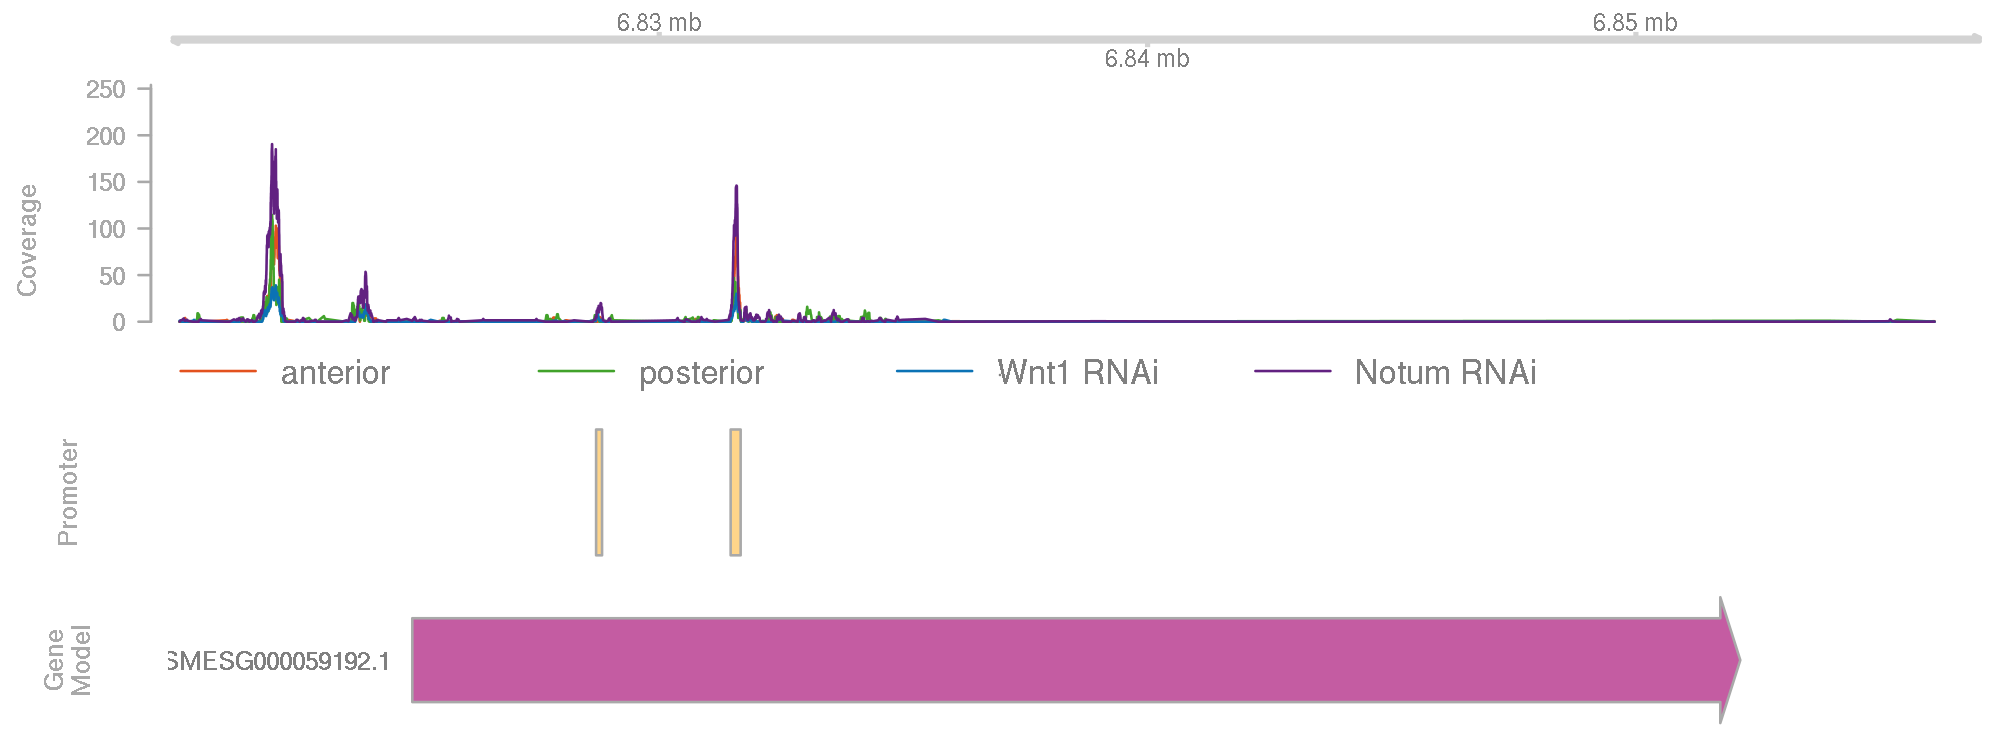 6.83 mb
6.85 mb
6.84 mb
Coverage
250
200
150
100
50
0
anterior
posterior
Wnt1 RNAi
Notum RNAi
Promoter
Gene
Model
SMESG000059192.1